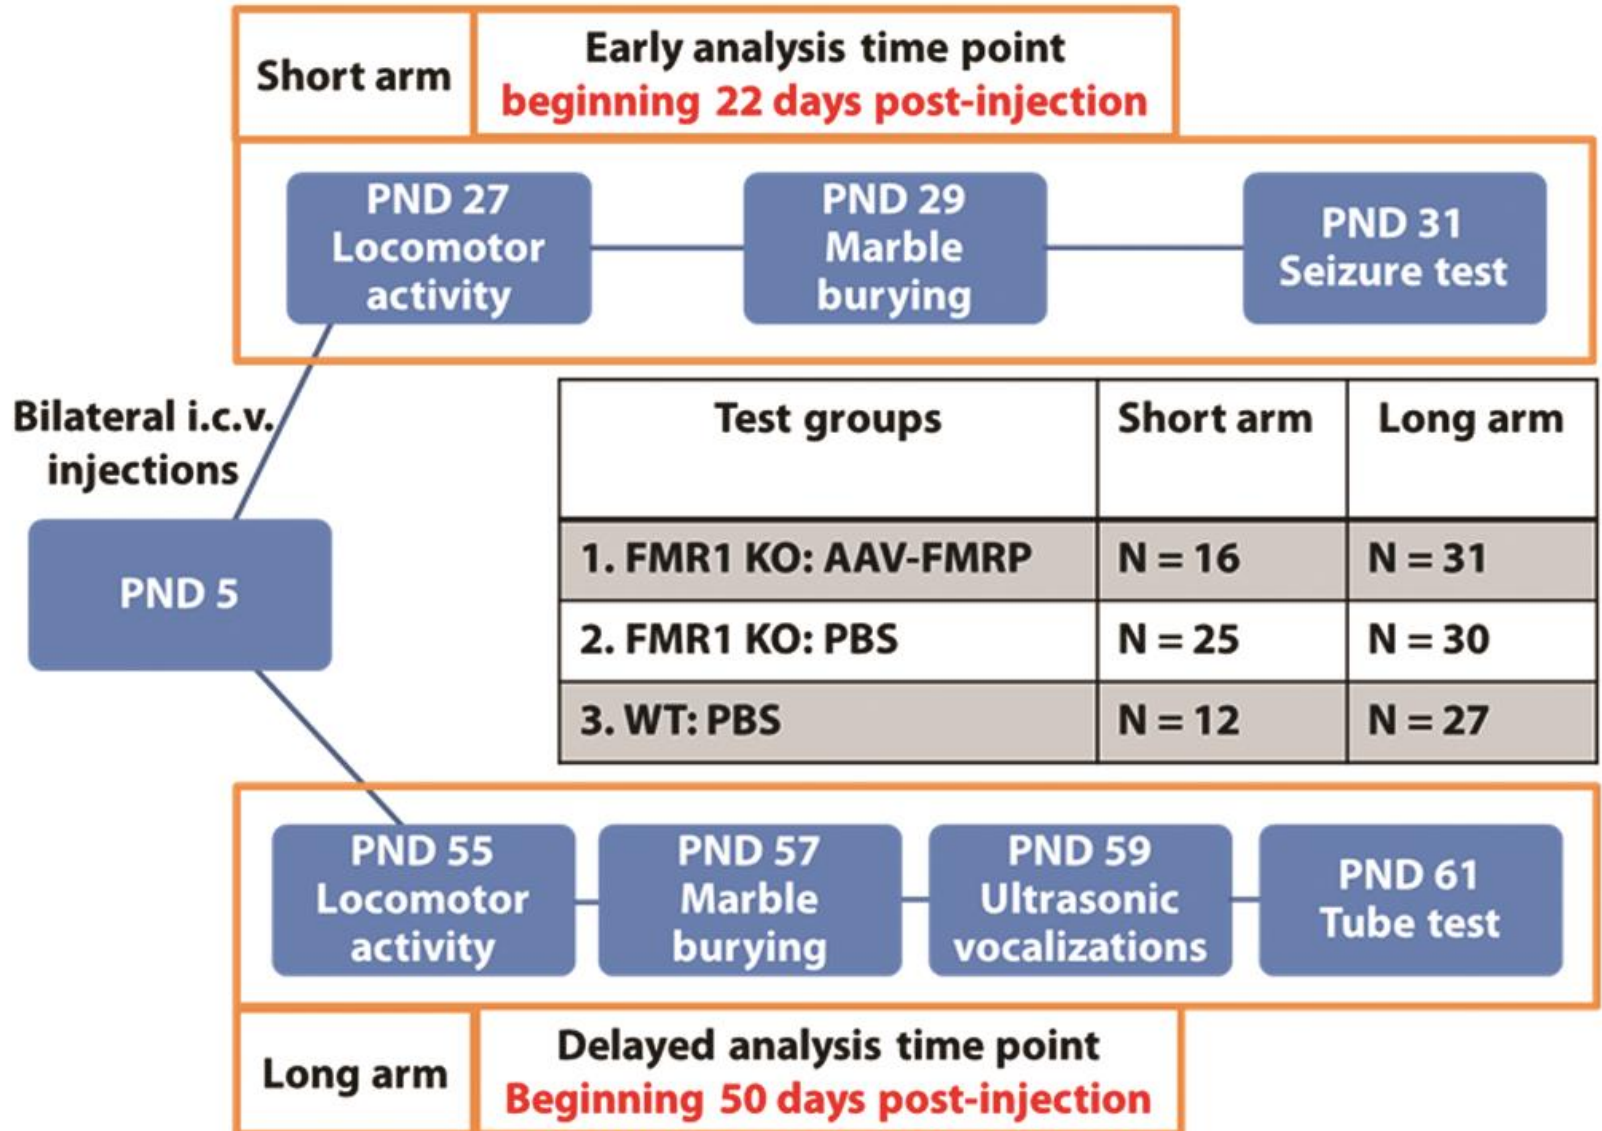 Short arm
Early analysis time point
beginning 22 days post-injection
PND 27
Locomotor
activity
PND 29
Marble
burying
PND 31
Seizure test
Bilateral i.c.v.
injections
PND 5
Test groups Short arm Long arm
1. FMR1 KO: AAV-FMRP N = 16 N = 31
2. FMR1 KO: PBS N = 25 N = 30
3. WT: PBS N = 12 N = 27
PND 55
Locomotor
activity
PND 57
Marble
burying
PND 59
Ultrasonic
vocalizations
PND 61
Tube test
Long arm
Delayed analysis time point
Beginning 50 days post-injection